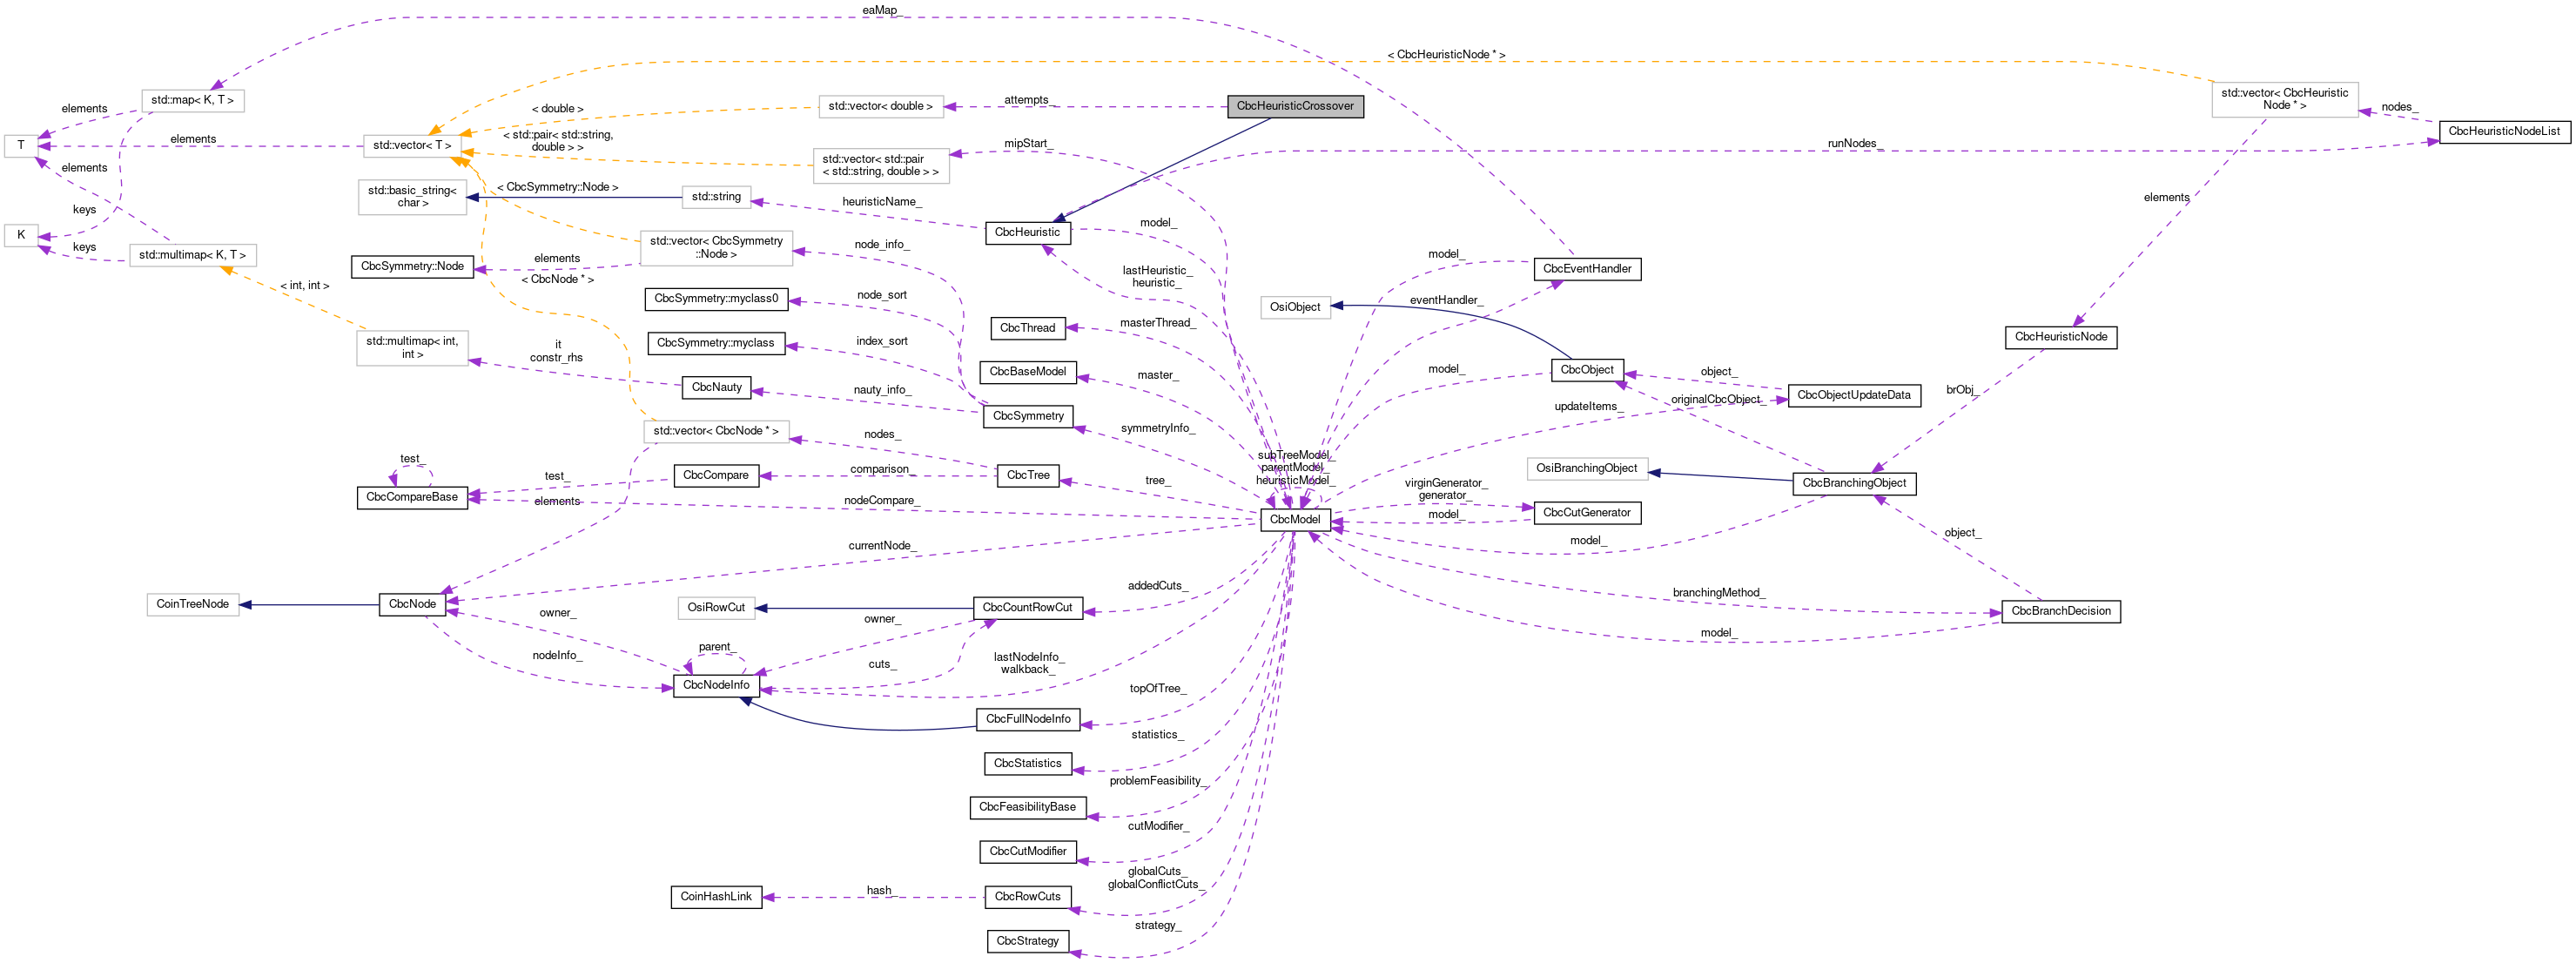 eaMap_
< CbcHeuristicNode * >
std::map< K, T >
elements
< double >
std::vector< double >
attempts_
CbcHeuristicCrossover
std::vector< CbcHeuristic
Node * >
nodes_
CbcHeuristicNodeList
T
elements
std::vector< T >
< std::pair< std::string,
double > >
mipStart_
std::vector< std::pair
< std::string, double > >
runNodes_
elements
std::basic_string<
char >
< CbcSymmetry::Node >
std::string
heuristicName_
elements
K
keys
keys
std::multimap< K, T >
CbcHeuristic
model_
std::vector< CbcSymmetry
::Node >
node_info_
CbcSymmetry::Node
elements
< CbcNode * >
< int, int >
lastHeuristic_
heuristic_
model_
CbcEventHandler
CbcSymmetry::myclass0
node_sort
eventHandler_
OsiObject
CbcThread
masterThread_
std::multimap< int,
int >
it
constr_rhs
CbcSymmetry::myclass
index_sort
CbcHeuristicNode
CbcBaseModel
master_
model_
CbcObject
object_
CbcObjectUpdateData
CbcNauty
nauty_info_
CbcSymmetry
updateItems_
originalCbcObject_
brObj_
std::vector< CbcNode * >
nodes_
symmetryInfo_
test_
CbcCompareBase
test_
CbcCompare
comparison_
CbcTree
tree_
subTreeModel_
parentModel_
heuristicModel_
OsiBranchingObject
CbcBranchingObject
elements
nodeCompare_
virginGenerator_
generator_
CbcModel
model_
CbcCutGenerator
currentNode_
model_
object_
CoinTreeNode
CbcNode
owner_
OsiRowCut
CbcCountRowCut
addedCuts_
branchingMethod_
CbcBranchDecision
owner_
model_
nodeInfo_
parent_
CbcNodeInfo
cuts_
lastNodeInfo_
walkback_
topOfTree_
CbcFullNodeInfo
statistics_
CbcStatistics
problemFeasibility_
CbcFeasibilityBase
cutModifier_
CbcCutModifier
globalCuts_
globalConflictCuts_
CoinHashLink
hash_
CbcRowCuts
strategy_
CbcStrategy